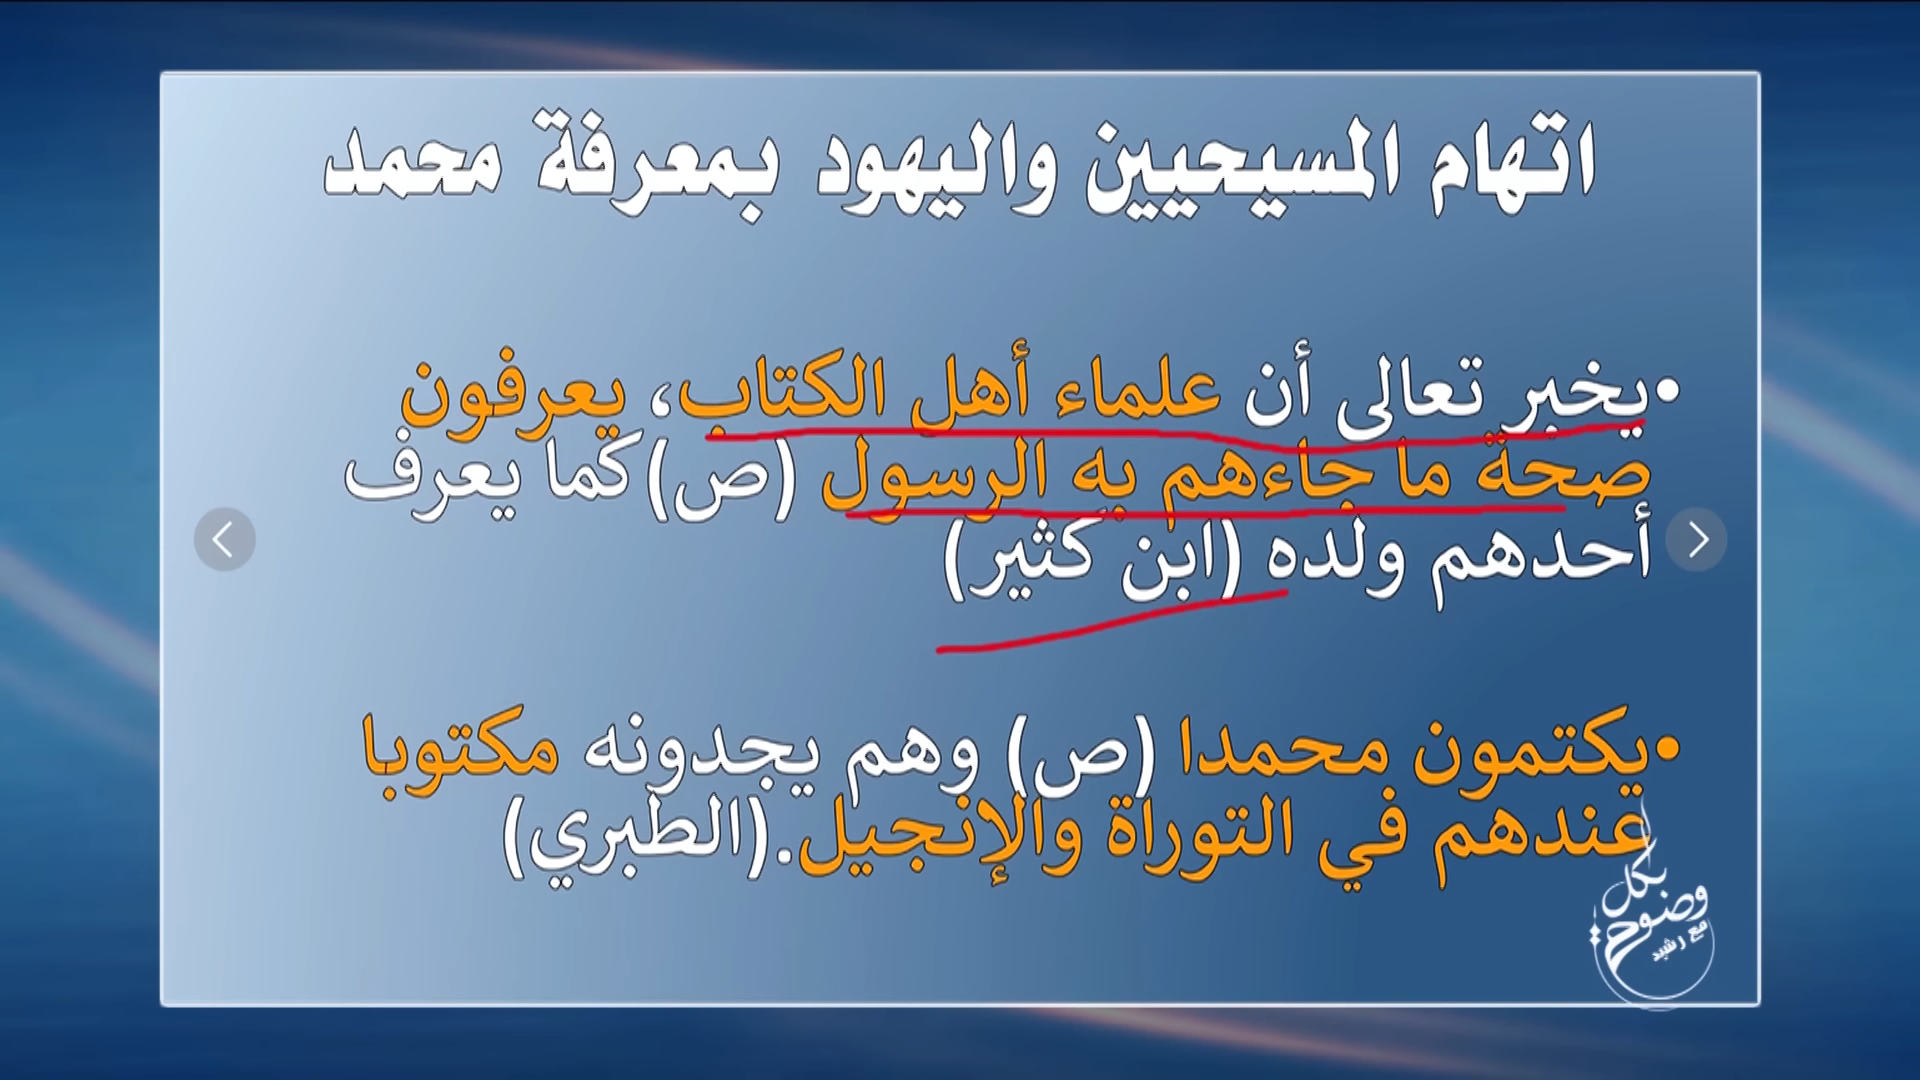 اتهام المسيحيين واليهود بمعرفة محمد
•يخبر تعالى أن علماء أهل الكتاب، يعرفون
صحة ما جاءهم به الرسول (ص)كما يعرف
أحدهم ولده (ابن كثير)
•يكتمون محمدا (ص) وهم يجدونه مكتوبا
عندهم في التوراة والإنجيل.(الطبري)
بكل
وضوح
مع رشيد